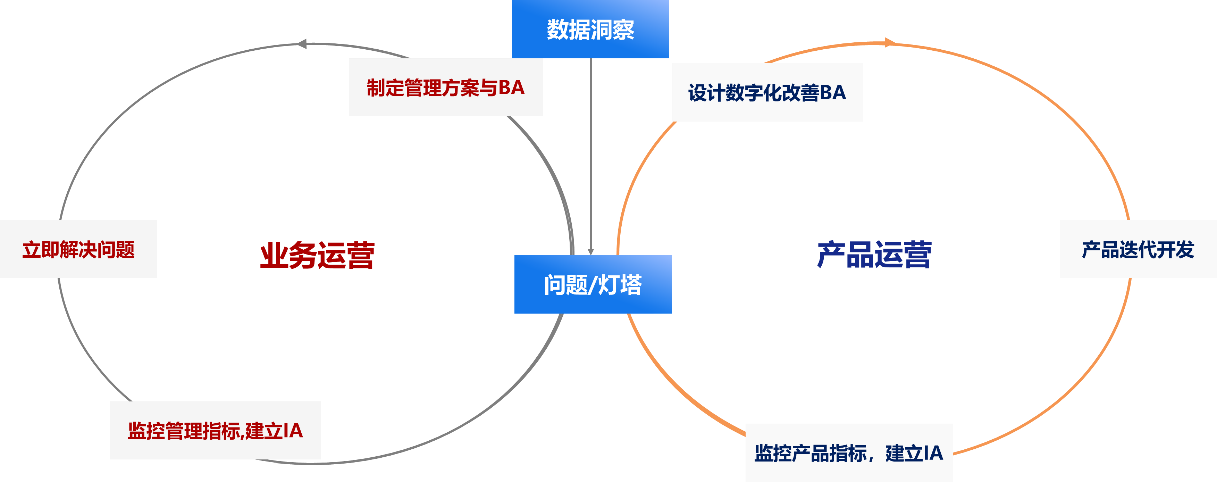 数据洞察
制定管理方案与BA
设计数字化改善BA
立即解决问题
业务运营
产品运营
产品迭代开发
问题/灯塔
监控管理指标,建立IA
监控产品指标，建立IA